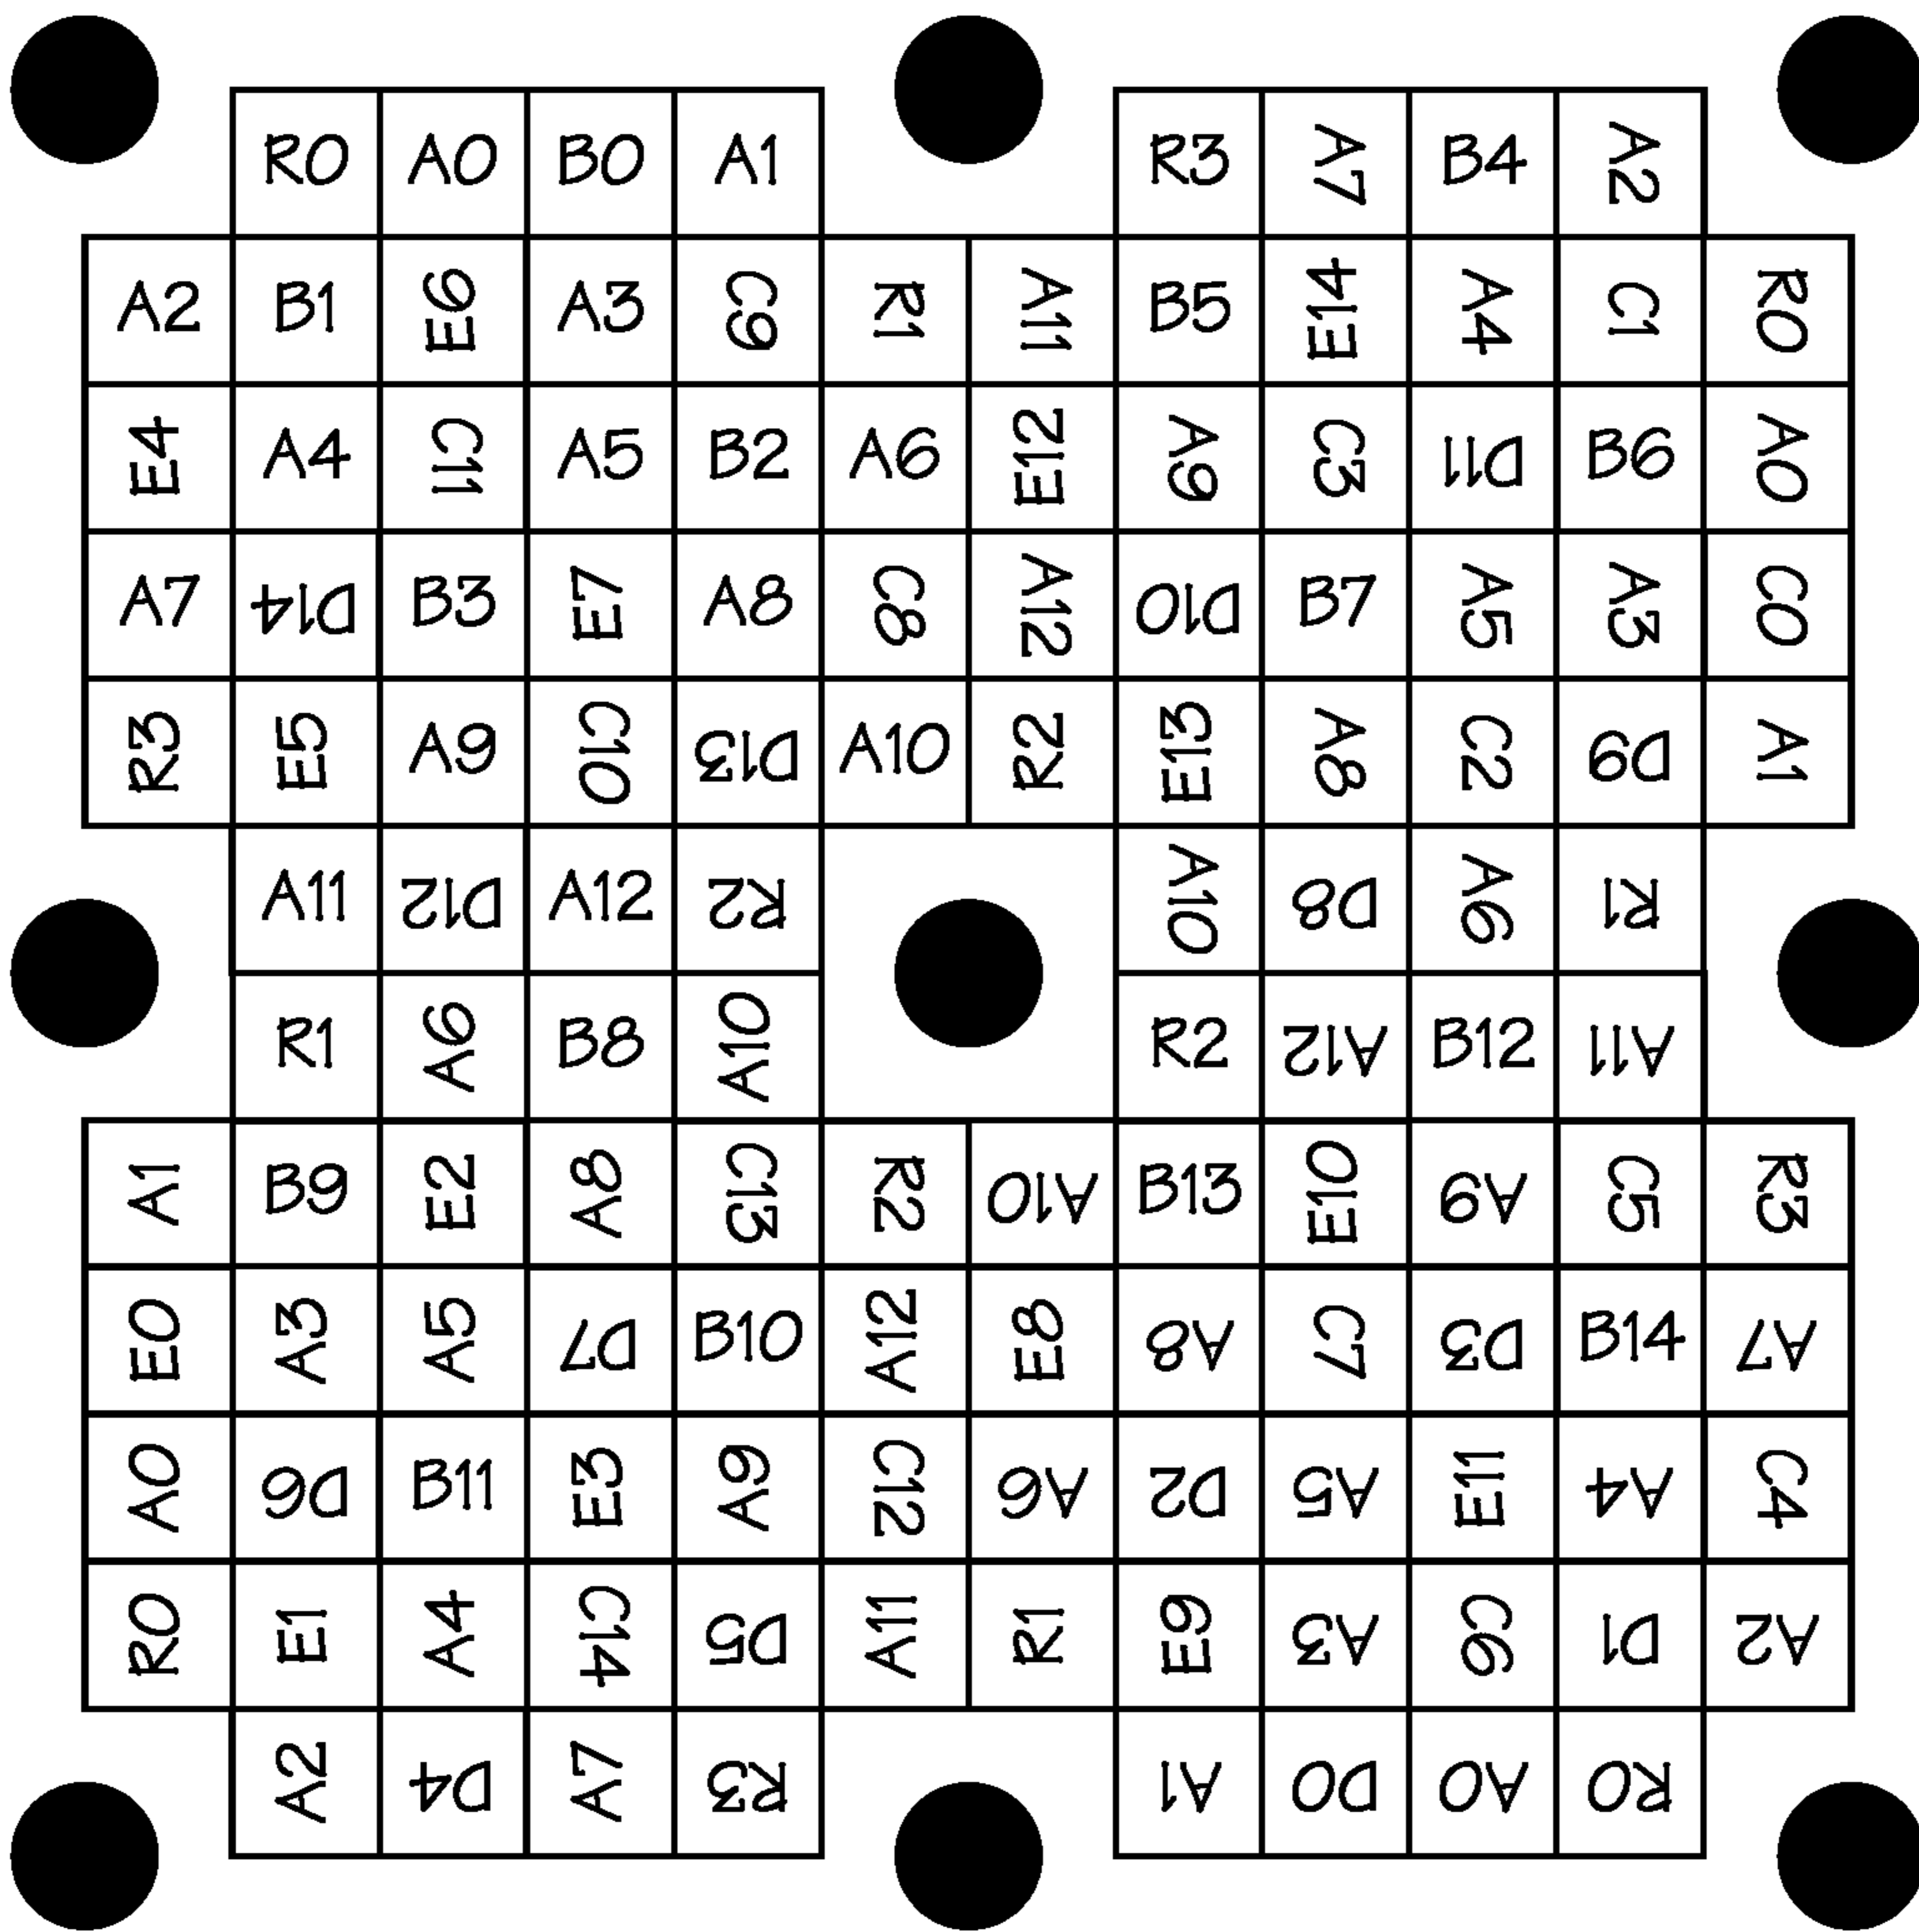 R0 A0 B0 A1 R3 A7 B4 A2
A2 B1 E6 A3 C9 R1 A11 B5 E14 A4 C1 R0
E4 A4 C11 A5 B2 A6 E12 A9 C3 D11 B6 A0
A7 D14 B3 E7 A8 C8 A12 D10 B7 A5 A3 C0
R3 E5 A9 C10 D13 A10 R2 E13 A8 C2 D9 A1
A11 D12 A12 R2 A10 D8 A6 R1
R1 A6 B8 A10 R2 A12 B12 A11
A1 B9 E2 A8 C13 R2 A10 B13 E10 A9 C5 R3
E0 A3 A5 D7 B10 A12 E8 A8 C7 D3 B14 A7
A0 D6 B11 E3 A9 C12 A6 D2 A5 E11 A4 C4
R0 E1 A4 C14 D5 A11 R1 E9 A3 C6 D1 A2
A2 D4 A7 R3 A1 D0 A0 R0